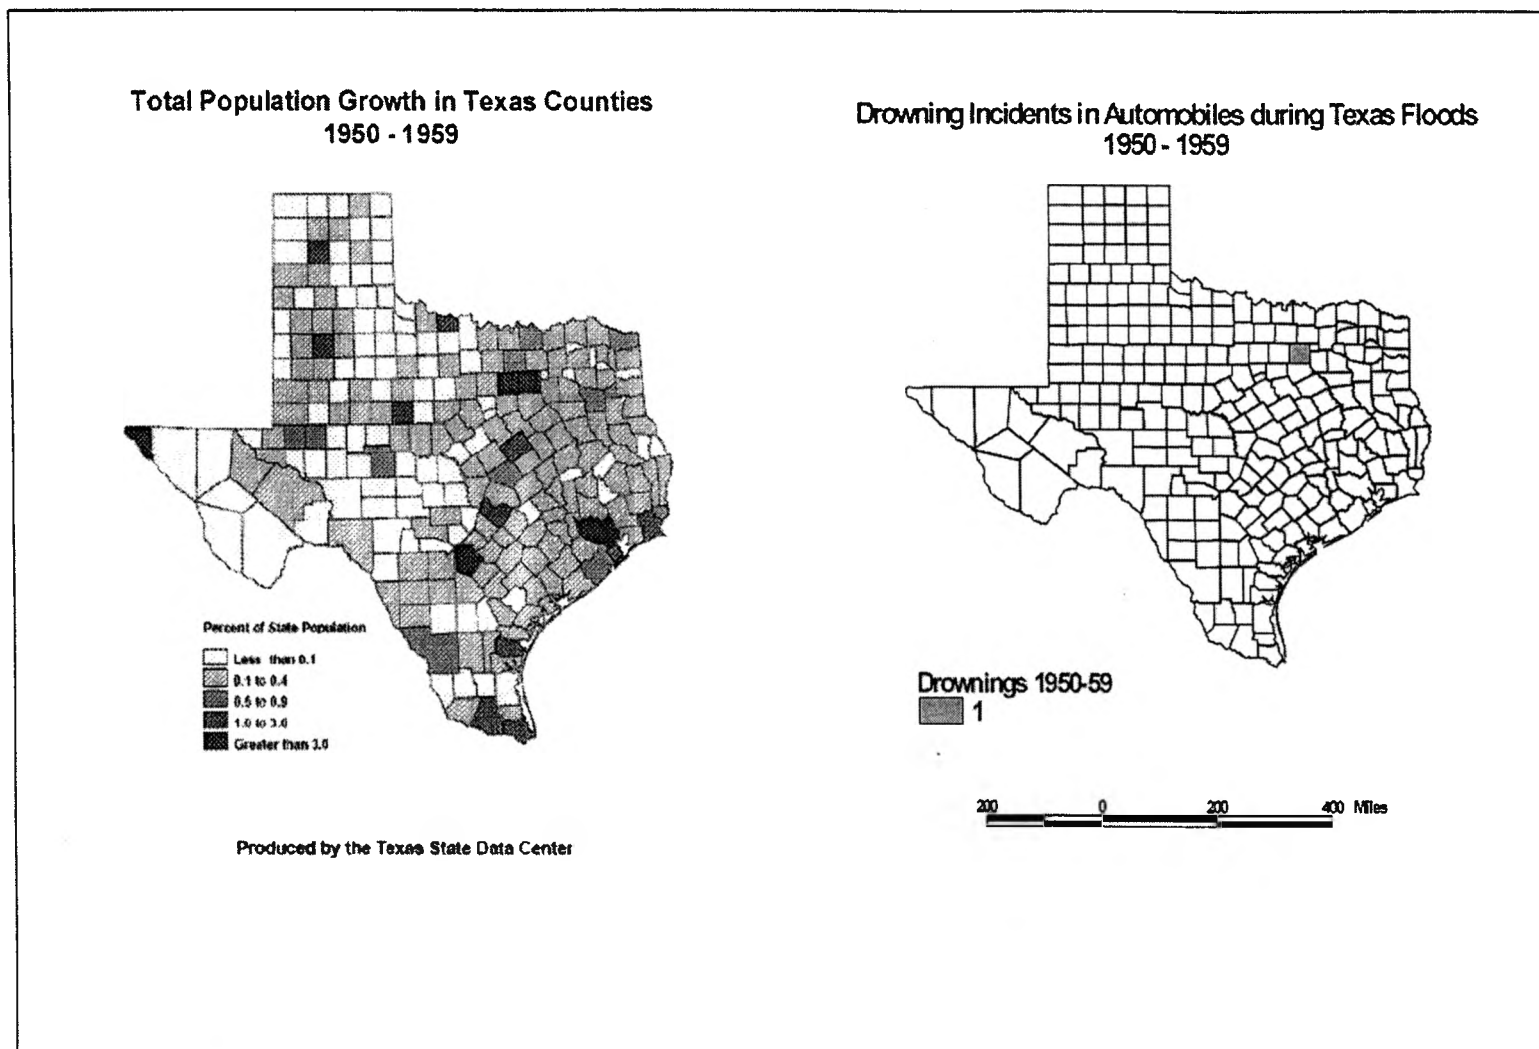 Total Population Growth in Texas Counties
1950 - 1959
Percent of State Population
Less than 0.1
0.1 to 0.4
0.5 to 0.9
1.0 to 3.0
Greater than 3.0
Produced by the Texas State Data Center
Drowning Incidents in Automobiles during Texas Floods
1950 - 1959
Drownings 1950-59
1
200 0 200 400 Miles